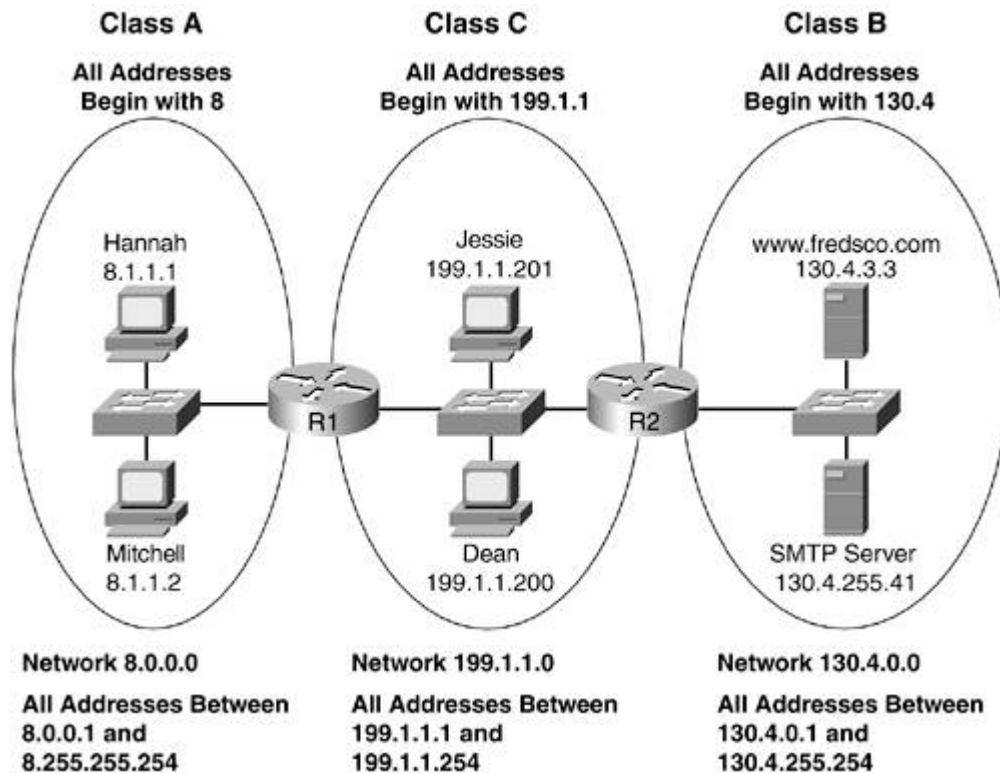 Class A
All Addresses
Begin with 8
Hannah
8.1.1.1
Mitchell
8.1.1.2
Network 8.0.0.0
All Addresses Between
8.0.0.1 and
8.255.255.254
R1
Class C
All Addresses
Begin with 199.1.1
Jessie
199.1.1.201
Dean
199.1.1.200
Network 199.1.1.0
All Addresses Between
199.1.1.1 and
199.1.1.254
R2
Class B
All Addresses
Begin with 130.4
www.fredsco.com
130.4.3.3
SMTP Server
130.4.255.41
Network 130.4.0.0
All Addresses Between
130.4.0.1 and
130.4.255.254